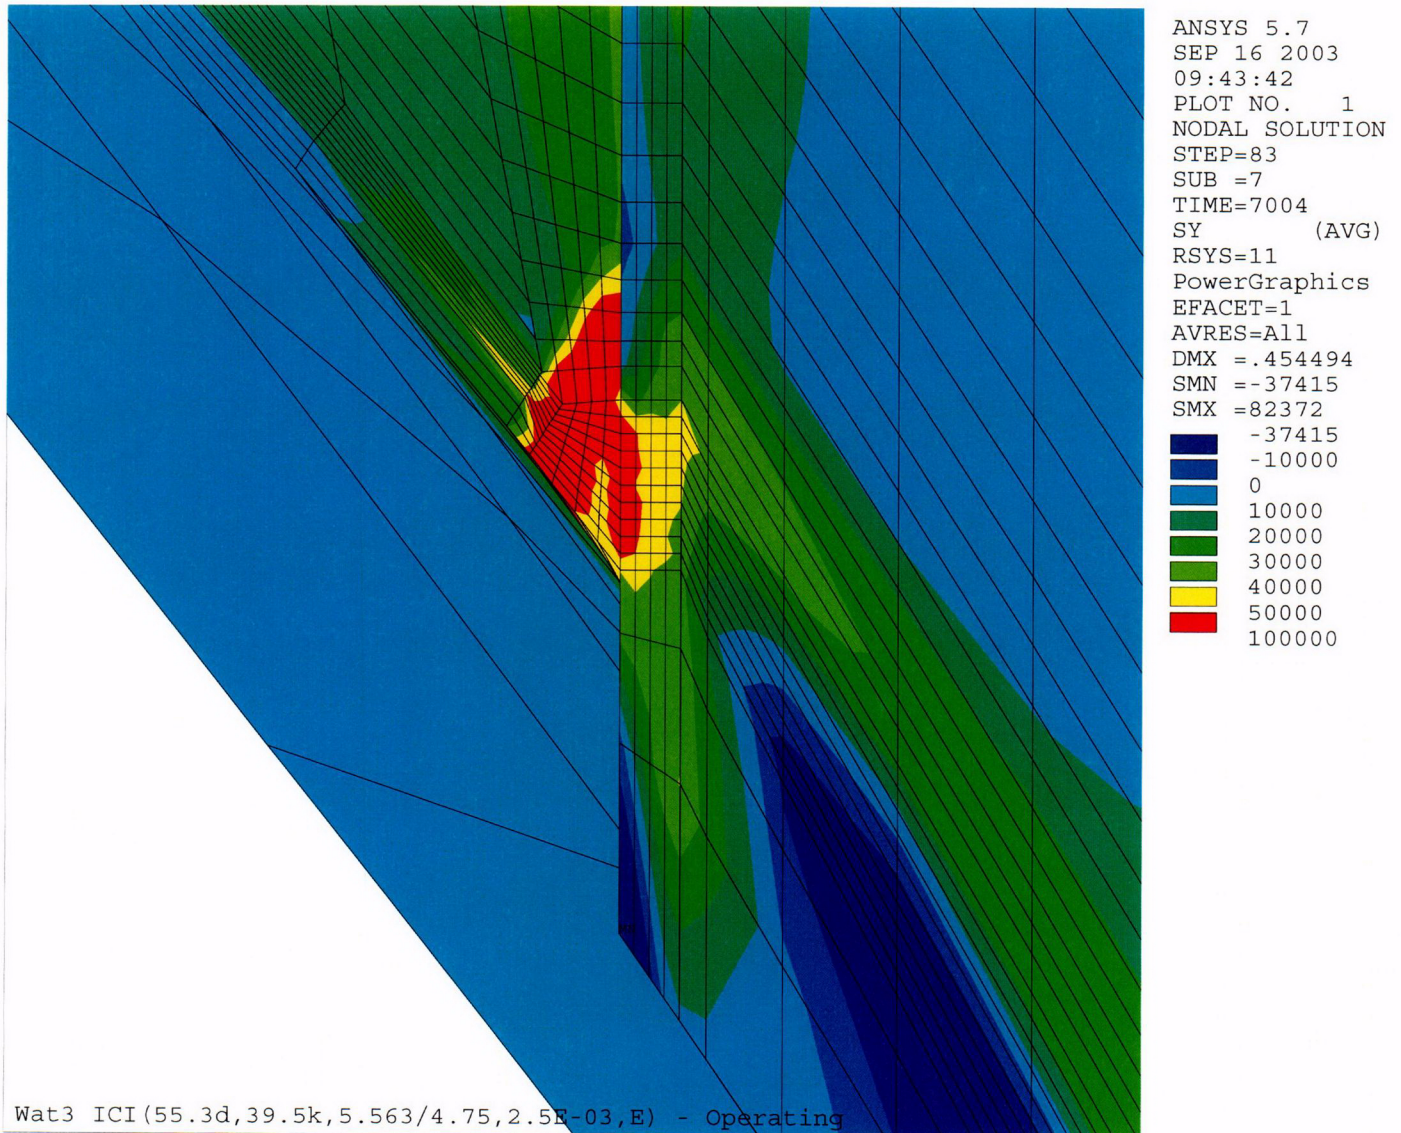 ANSYS 5.7
SEP 16 2003
09:43:42
PLOT NO. 1
NODAL SOLUTION
STEP=83
SUB =7
TIME=7004
SY (AVG)
RSYS=11
PowerGraphics
EFACET=1
AVRES=All
DMX =.454494
SMN =-37415
SMX =82372
-37415
-10000
0
10000
20000
30000
40000
50000
100000
Wat3 ICI(55.3d,39.5k,5.563/4.75,2.5E-03,E) - Operating